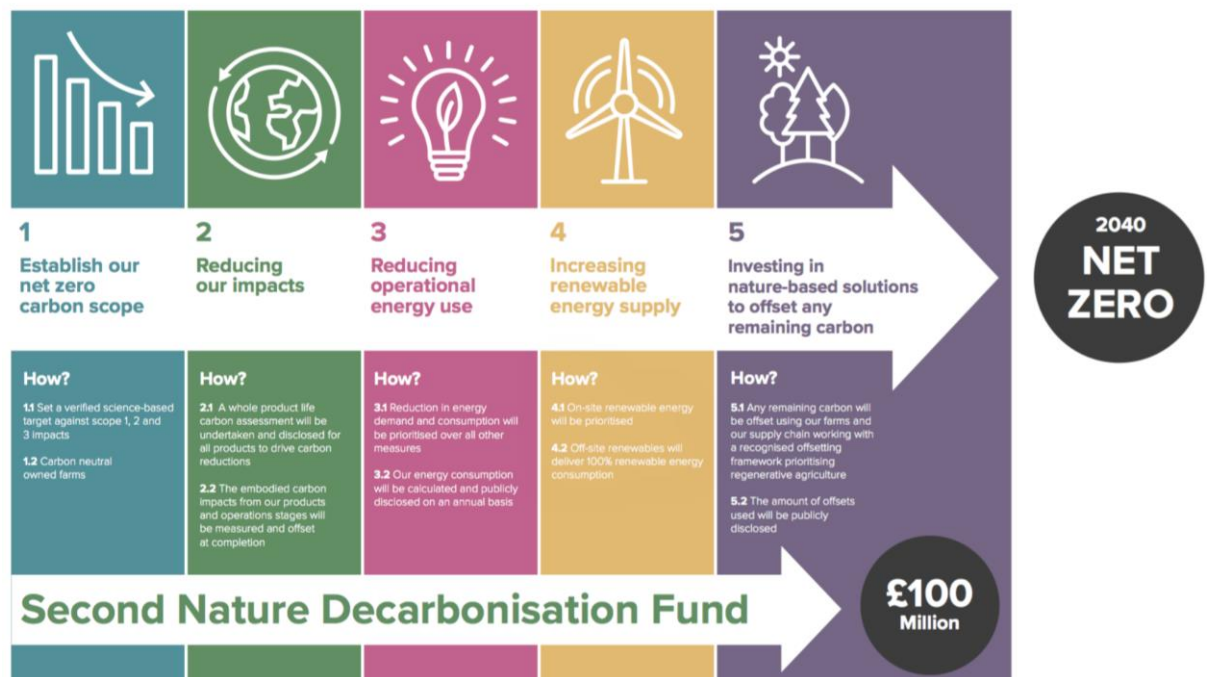 1
Establish our
net zero
carbon scope
2
Reducing
our impacts
3
Reducing
operational
energy use
4
Increasing
renewable
energy supply
5
Investing in
nature-based solutions
to offset any
remaining carbon
2040
NET
ZERO
How?
1.1 Set a verified science-based
target against scope 1, 2 and
3 impacts
1.2 Carbon neutral
owned farms
How?
2.1 A whole product life
carbon assessment will be
undertaken and disclosed for
all products to drive carbon
reductions
2.2 The embodied carbon
impacts from our products
and operations stages will
be measured and offset
at completion
How?
3.1 Reduction in energy
demand and consumption will
be prioritised over all other
measures
3.2 Our energy consumption
will be calculated and publicly
disclosed on an annual basis
How?
4.1 On-site renewable energy
will be prioritised
4.2 Off-site renewables will
deliver 100% renewable energy
consumption
How?
5.1 Any remaining carbon will
be offset using our farms and
our supply chain working with
a recognised offsetting
framework prioritising
regenerative agriculture
5.2 The amount of offsets
used will be publicly
disclosed
Second Nature Decarbonisation Fund
£100
Million